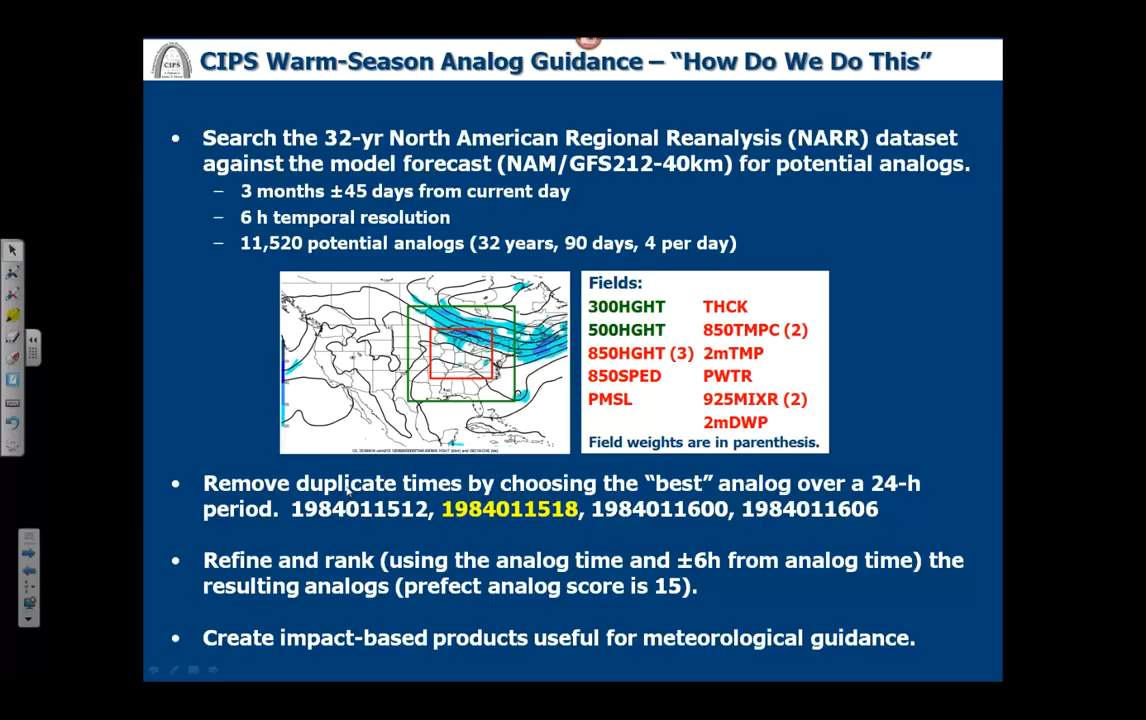 CIPS
CIPS Warm-Season Analog Guidance – “How Do We Do This”
• Search the 32-yr North American Regional Reanalysis (NARR) dataset
against the model forecast (NAM/GFS212-40km) for potential analogs.
– 3 months ±45 days from current day
– 6 h temporal resolution
– 11,520 potential analogs (32 years, 90 days, 4 per day)
Fields:
300HGHT THCK
500HGHT 850TMPC (2)
850HGHT (3) 2mTMP
850SPED PWTR
PMSL 925MIXR (2)
2mDWP
Field weights are in parenthesis.
• Remove duplicate times by choosing the “best” analog over a 24-h
period. 1984011512, 1984011518, 1984011600, 1984011606
• Refine and rank (using the analog time and ±6h from analog time) the
resulting analogs (prefect analog score is 15).
• Create impact-based products useful for meteorological guidance.